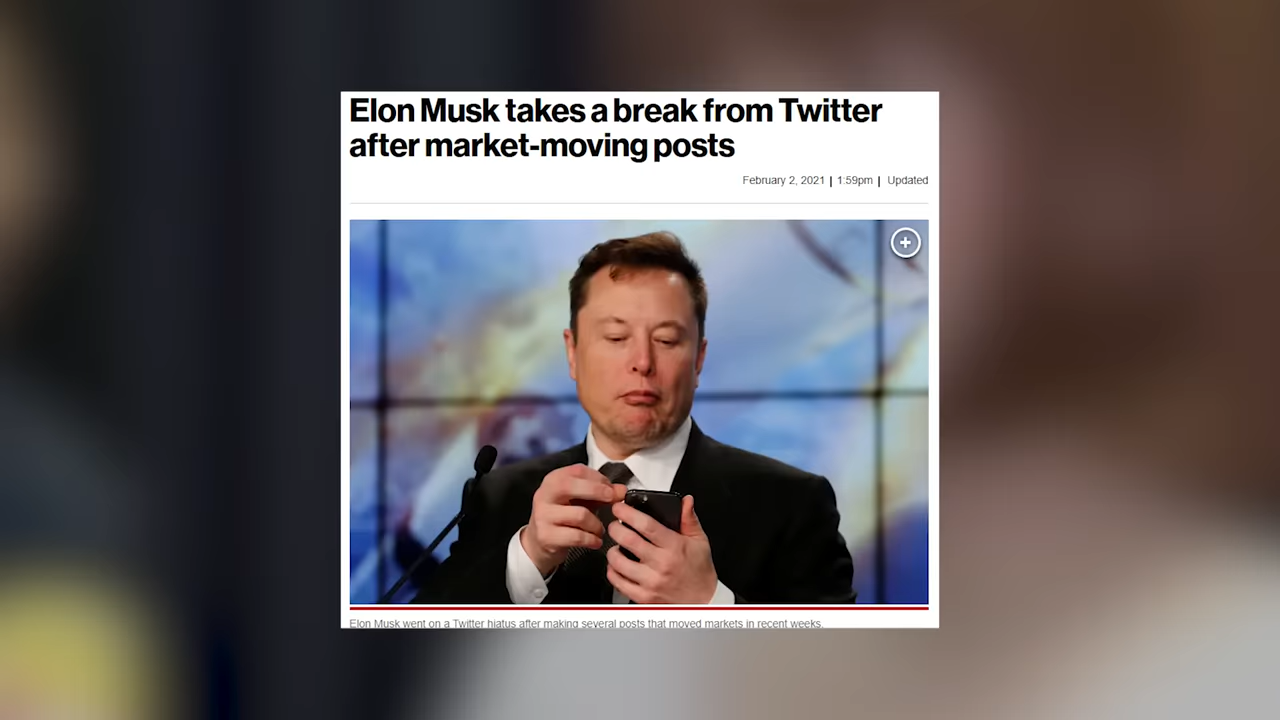 Elon Musk takes a break from Twitter
after market-moving posts
February 2, 2021 | 1:59pm | Updated
Elon Musk went on a Twitter hiatus after making several posts that moved markets in recent weeks.